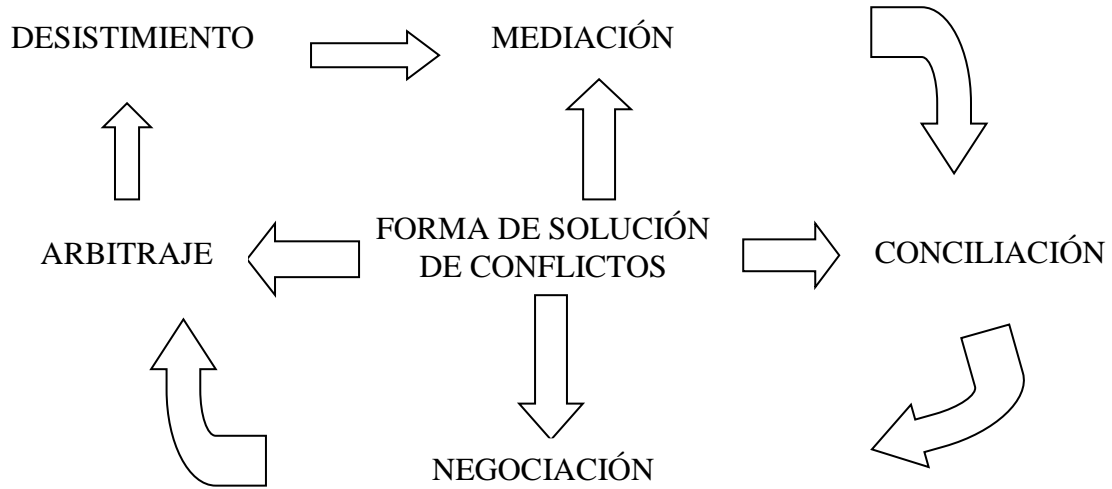 DESISTIMIENTO
MEDIACIÓN
ARBITRAJE
FORMA DE SOLUCIÓN
DE CONFLICTOS
CONCILIACIÓN
NEGOCIACIÓN